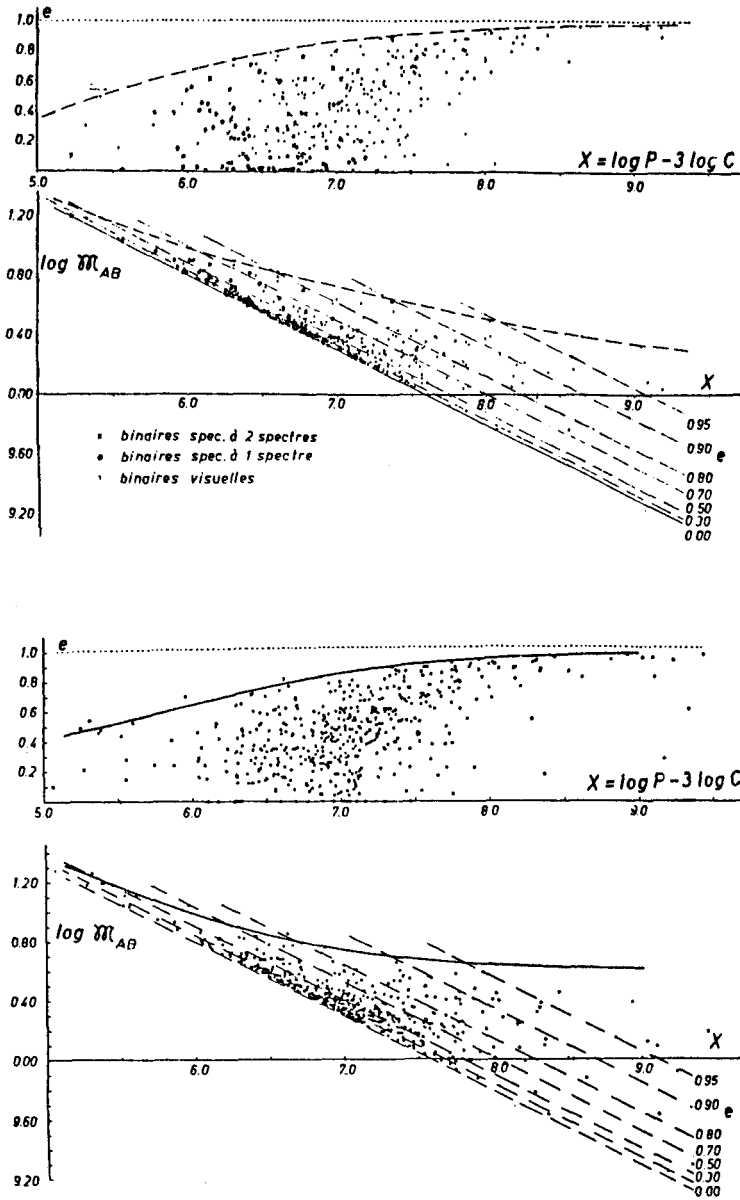 e
1.0
0.8
0.6
0.4
0.2
X = log P - 3 log C
5.0 6.0 7.0 8.0 9.0
1.20
log 𝔐AB
0.80
0.40
X
0.00
6.0 7.0 8.0 9.0
0.95
0.90
e
0.80
0.70
0.50
0.30
0.00
9.60
9.20
binaires spec. à 2 spectres
binaires spec. à 1 spectre
binaires visuelles
e
1.0
0.8
0.6
0.4
0.2
X = log P - 3 log C
5.0 6.0 7.0 8.0 9.0
1.20
log 𝔐AB
0.80
0.40
X
0.00
6.0 7.0 8.0 9.0
0.95
0.90
e
0.80
0.70
0.50
0.30
0.00
9.60
9.20